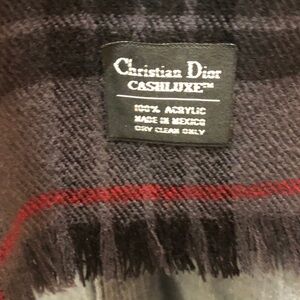 Christian Dior
CASHLUXE™
100% ACRYLIC
MADE IN MEXICO
DRY CLEAN ONLY